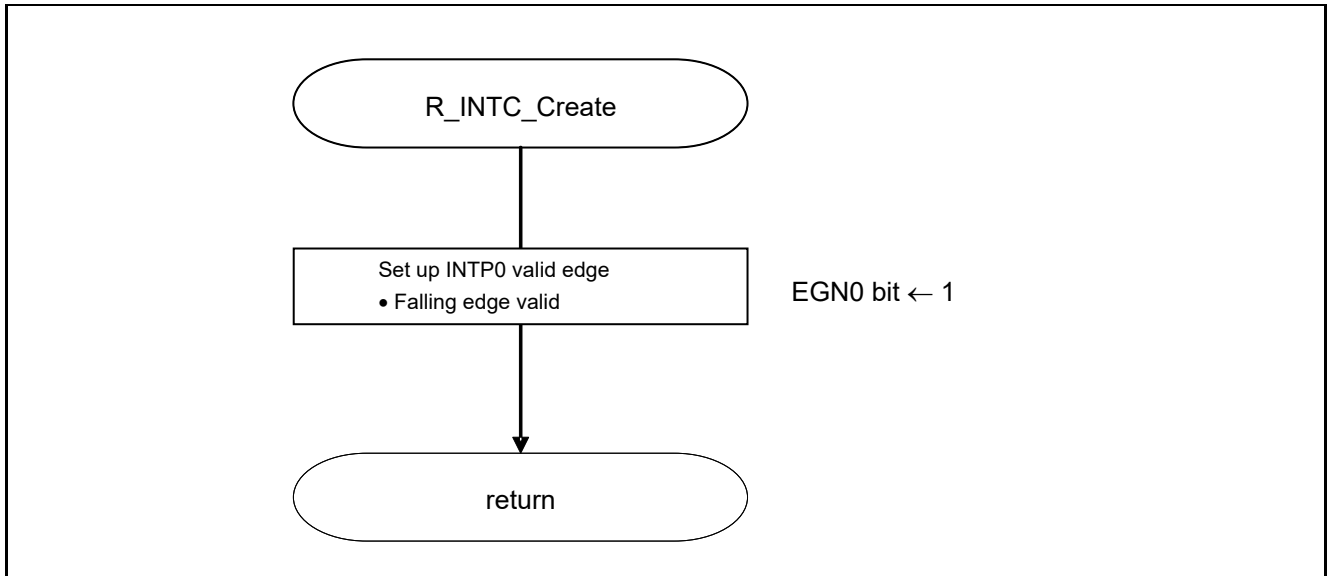 R_INTC_Create
Set up INTP0 valid edge
• Falling edge valid
EGN0 bit ← 1
return